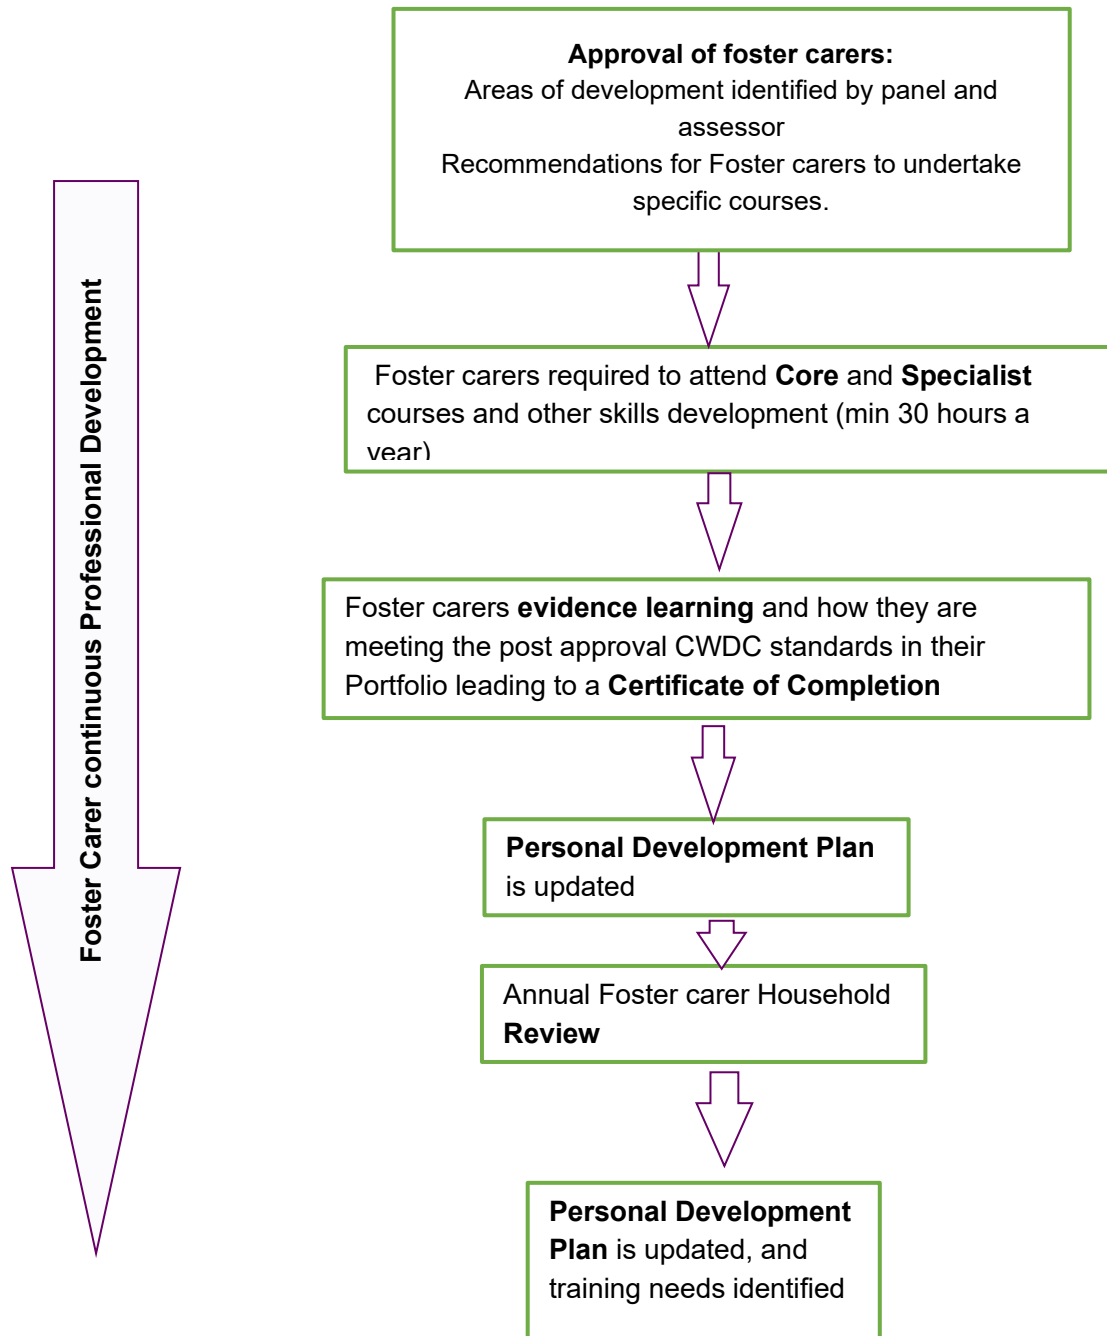 Approval of foster carers:
Areas of development identified by panel and
assessor
Recommendations for Foster carers to undertake
specific courses.
Foster Carer continuous Professional Development
Foster carers required to attend Core and Specialist
courses and other skills development (min 30 hours a
year)
Foster carers evidence learning and how they are
meeting the post approval CWDC standards in their
Portfolio leading to a Certificate of Completion
Personal Development Plan
is updated
Annual Foster carer Household
Review
Personal Development
Plan is updated, and
training needs identified